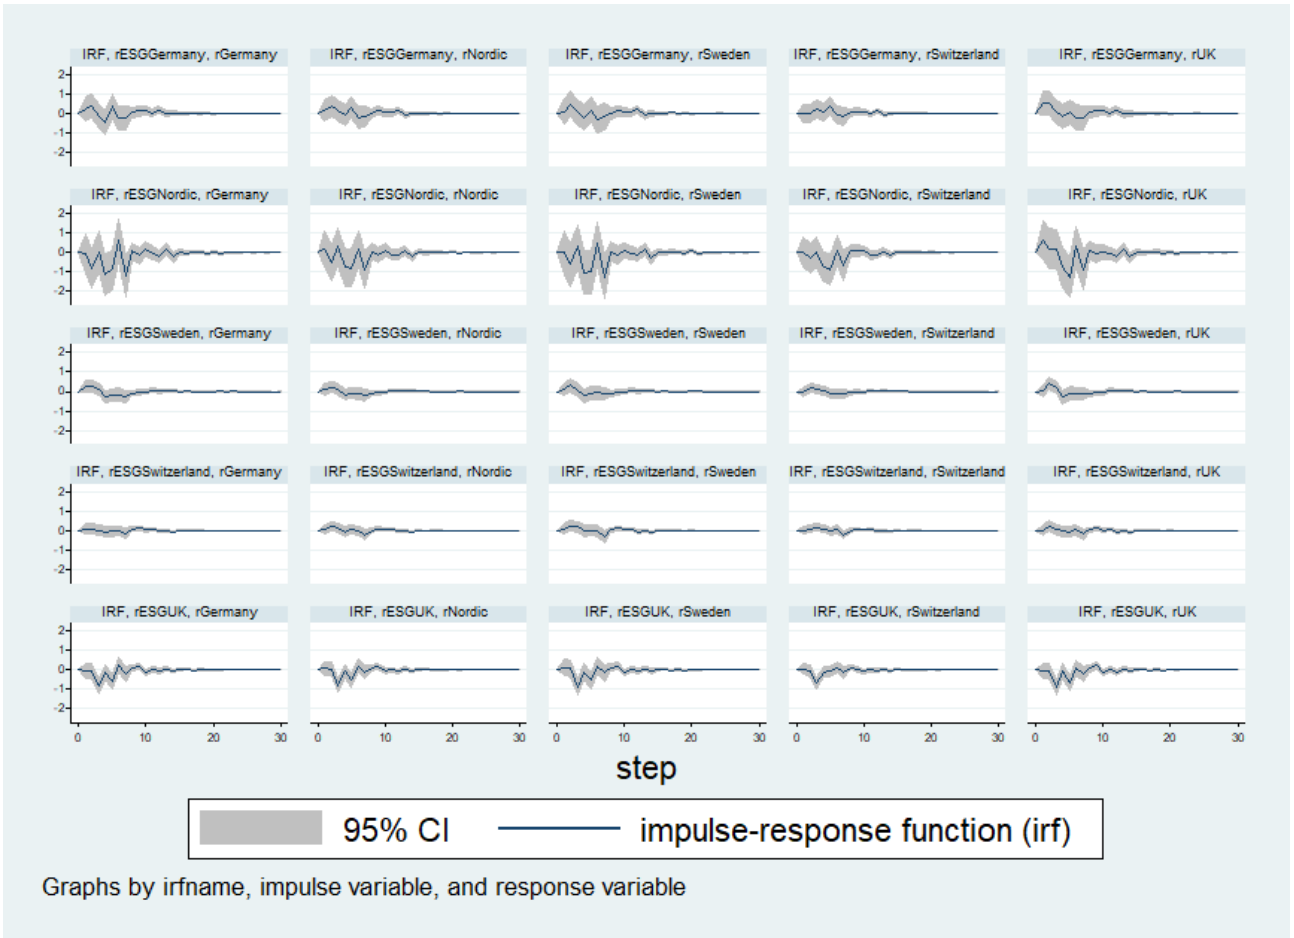 IRF, rESGGermany, rGermany IRF, rESGGermany, rNordic IRF, rESGGermany, rSweden IRF, rESGGermany, rSwitzerland IRF, rESGGermany, rUK
2
1
0
-1
-2
IRF, rESGNordic, rGermany IRF, rESGNordic, rNordic IRF, rESGNordic, rSweden IRF, rESGNordic, rSwitzerland IRF, rESGNordic, rUK
2
1
0
-1
-2
IRF, rESGSweden, rGermany IRF, rESGSweden, rNordic IRF, rESGSweden, rSweden IRF, rESGSweden, rSwitzerland IRF, rESGSweden, rUK
2
1
0
-1
-2
IRF, rESGSwitzerland, rGermany IRF, rESGSwitzerland, rNordic IRF, rESGSwitzerland, rSweden IRF, rESGSwitzerland, rSwitzerland IRF, rESGSwitzerland, rUK
2
1
0
-1
-2
IRF, rESGUK, rGermany IRF, rESGUK, rNordic IRF, rESGUK, rSweden IRF, rESGUK, rSwitzerland IRF, rESGUK, rUK
2
1
0
-1
-2
0 10 20 30 0 10 20 30 0 10 20 30 0 10 20 30 0 10 20 30
step
95% CI impulse-response function (irf)
Graphs by irfname, impulse variable, and response variable